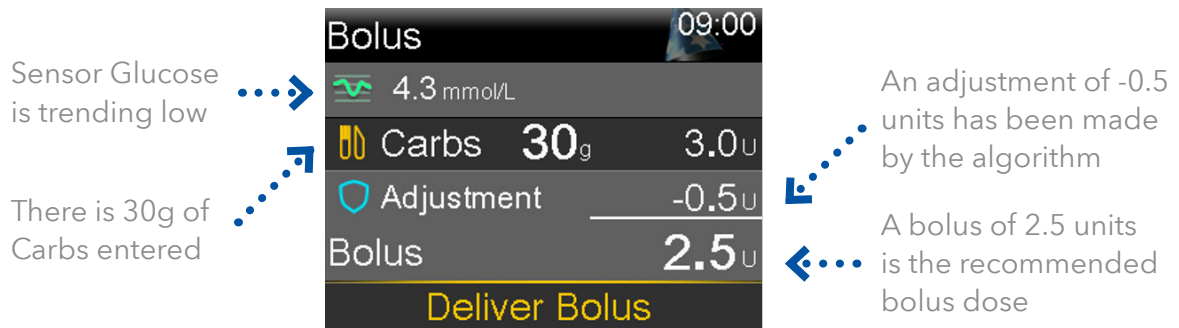 Bolus 09:00
4.3 mmol/L
Carbs 30g 3.0U
Adjustment -0.5U
Bolus 2.5U
Deliver Bolus
Sensor Glucose
is trending low
There is 30g of
Carbs entered
An adjustment of -0.5
units has been made
by the algorithm
A bolus of 2.5 units
is the recommended
bolus dose